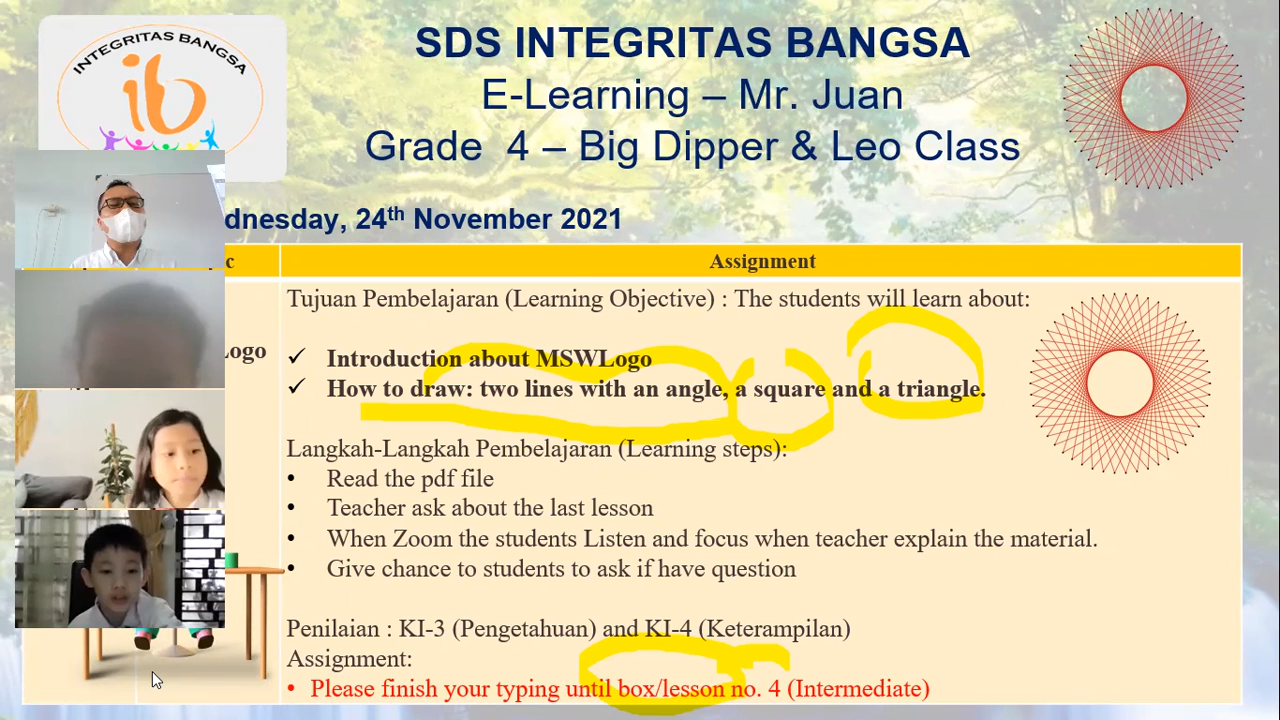 INTEGRITAS BANGSA
ib
SDS INTEGRITAS BANGSA
E-Learning – Mr. Juan
Grade 4 – Big Dipper & Leo Class
dnesday, 24th November 2021
c
Assignment
Logo
Tujuan Pembelajaran (Learning Objective) : The students will learn about:
✓ Introduction about MSWLogo
✓ How to draw: two lines with an angle, a square and a triangle.
Langkah-Langkah Pembelajaran (Learning steps):
• Read the pdf file
• Teacher ask about the last lesson
• When Zoom the students Listen and focus when teacher explain the material.
• Give chance to students to ask if have question
Penilaian : KI-3 (Pengetahuan) and KI-4 (Keterampilan)
Assignment:
• Please finish your typing until box/lesson no. 4 (Intermediate)